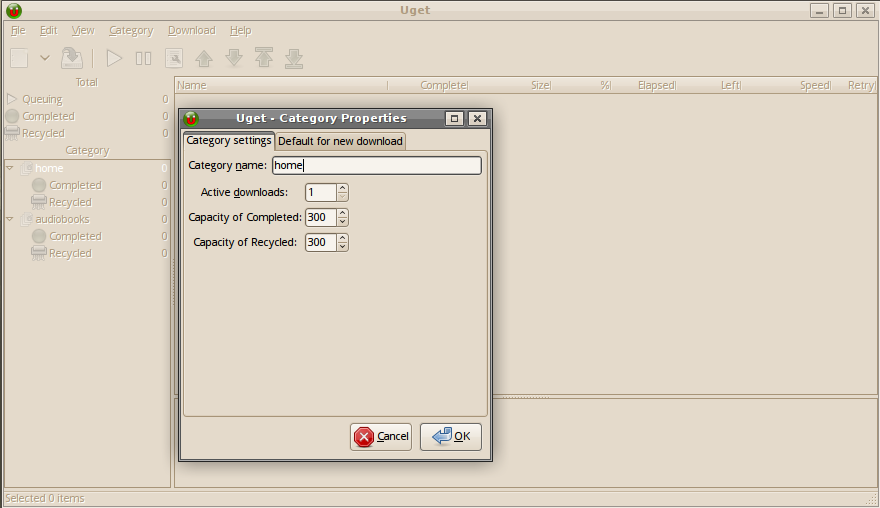 Uget
File Edit View Category Download Help
Total
Queuing 0
Completed 0
Recycled 0
Category
home 0
Completed 0
Recycled 0
audiobooks 0
Completed 0
Recycled 0
Name Complete Size % Elapsed Left Speed Retry
Uget - Category Properties
Category settings Default for new download
Category name: home
Active downloads: 1
Capacity of Completed: 300
Capacity of Recycled: 300
Cancel OK
Selected 0 items